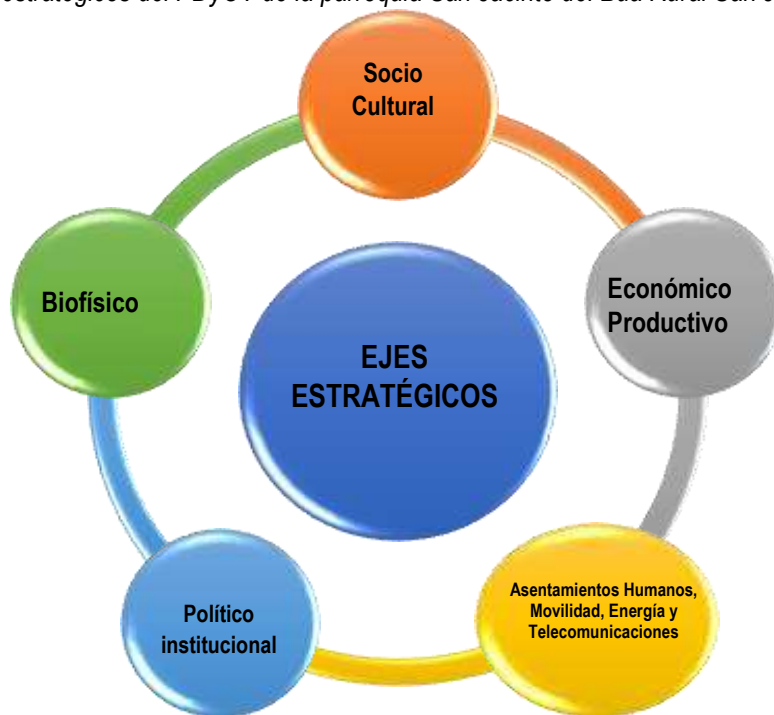 Socio
Cultural
Económico
Productivo
Biofísico
EJES
ESTRATÉGICOS
Asentamientos Humanos,
Movilidad, Energía y
Telecomunicaciones
Político
institucional